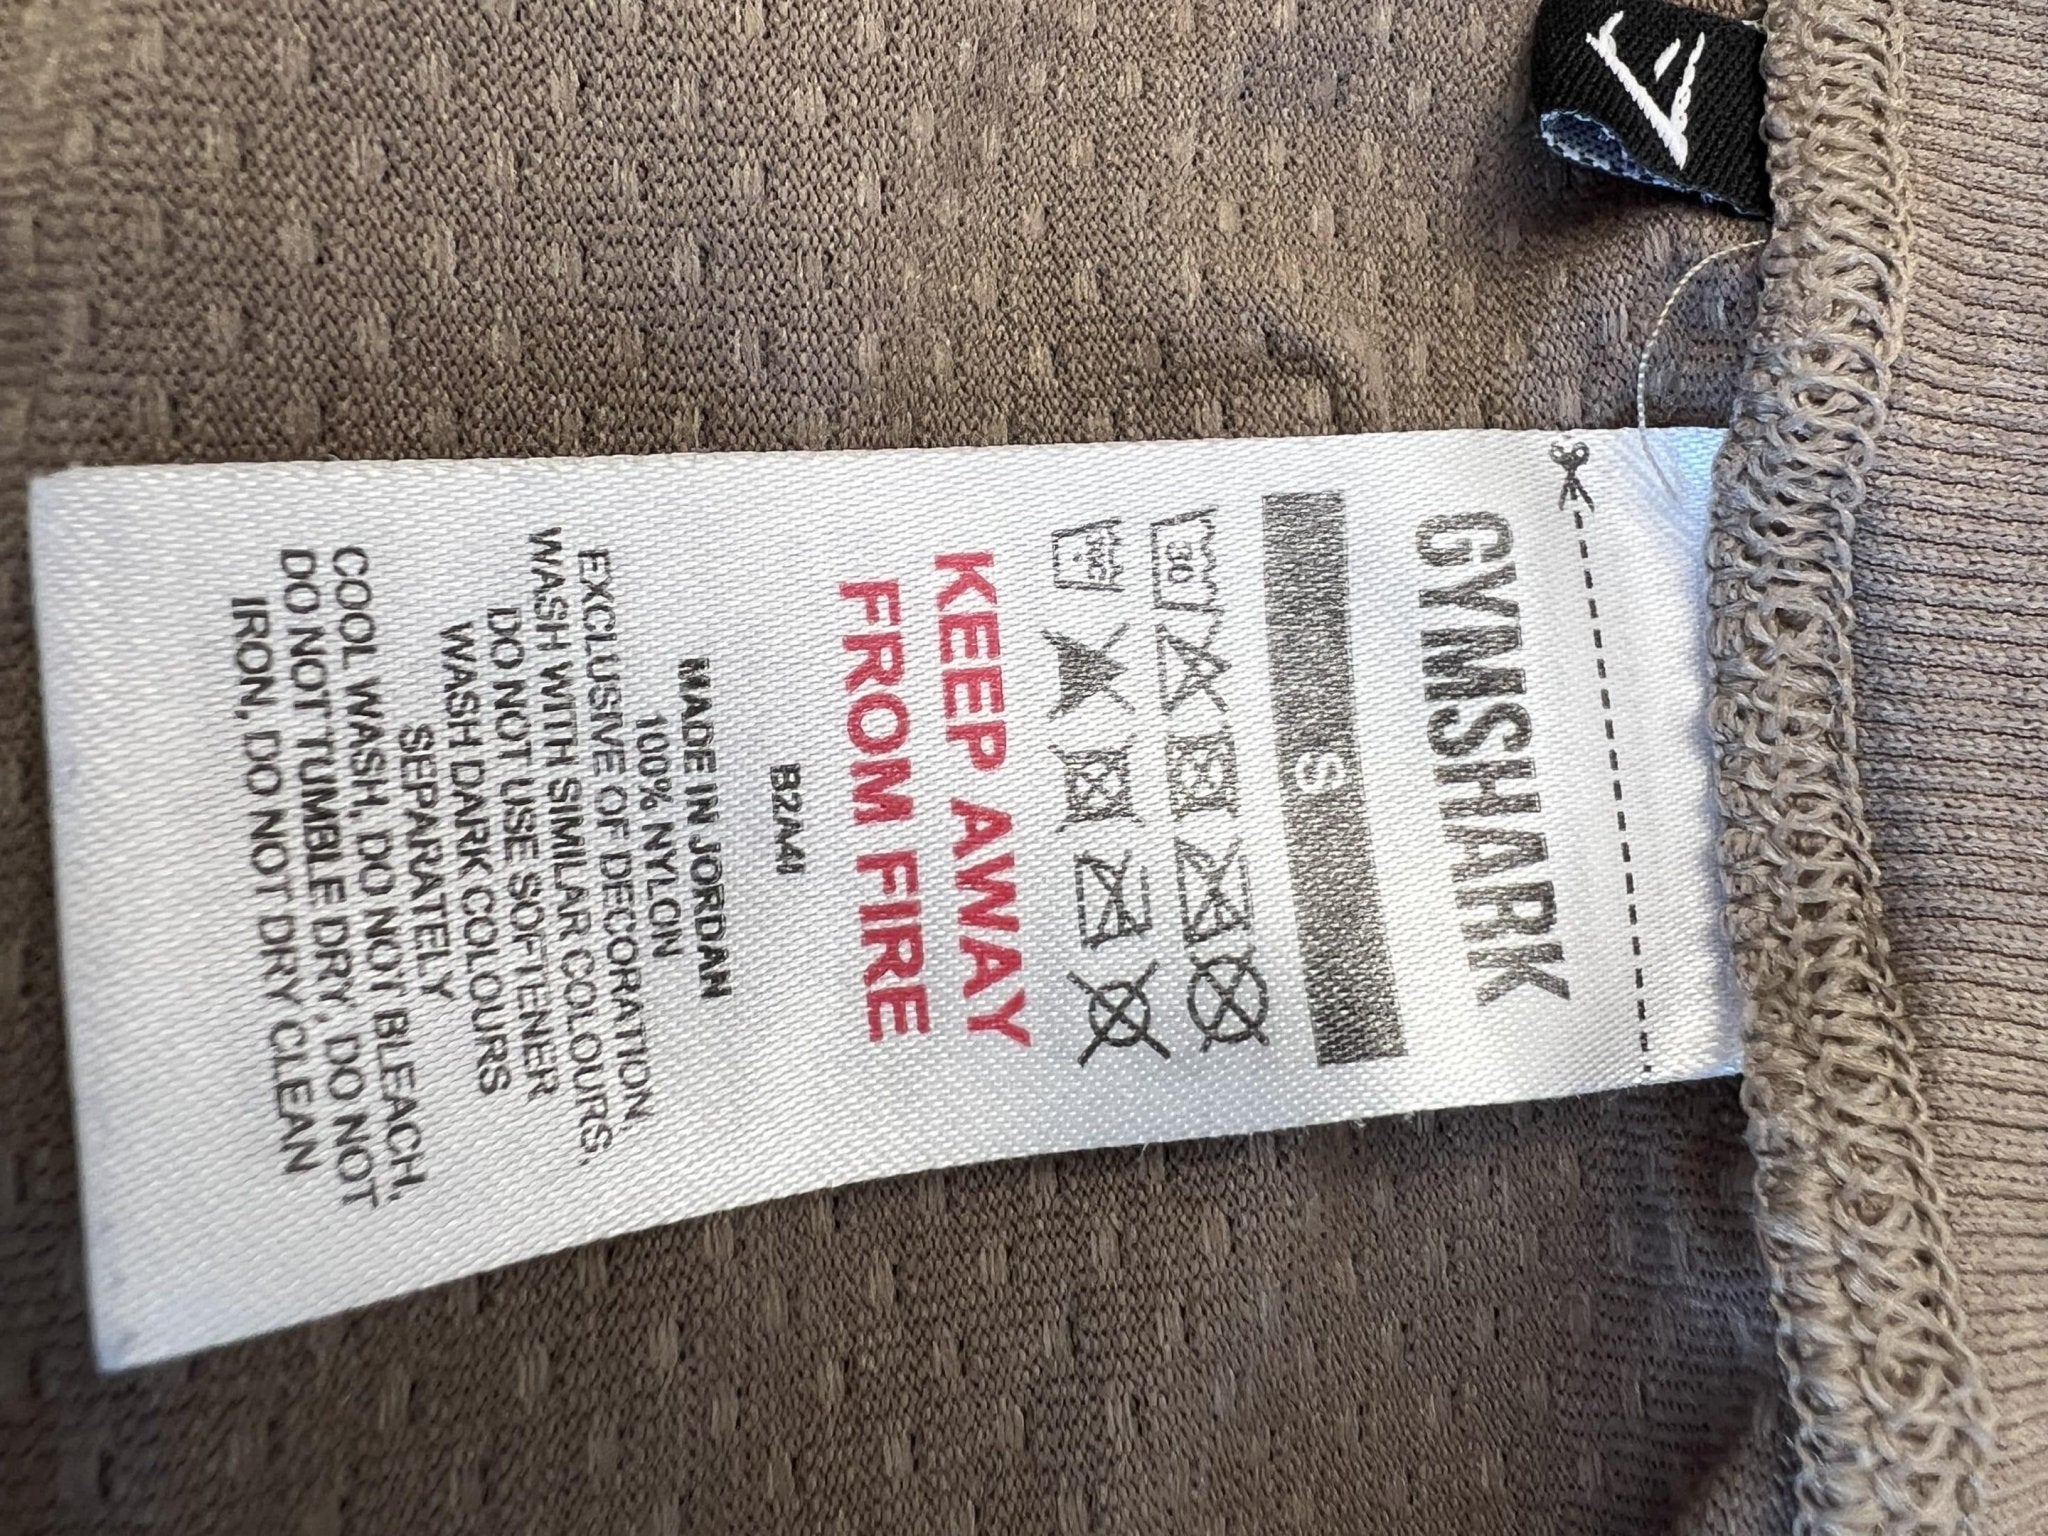 GYMSHARK
S
30
30°C
KEEP AWAY
FROM FIRE
B2A4I
MADE IN JORDAN
100% NYLON
EXCLUSIVE OF DECORATION
WASH WITH SIMILAR COLOURS.
DO NOT USE SOFTENER
WASH DARK COLOURS
SEPARATELY
COOL WASH, DO NOT BLEACH,
DO NOT TUMBLE DRY, DO NOT
IRON, DO NOT DRY CLEAN